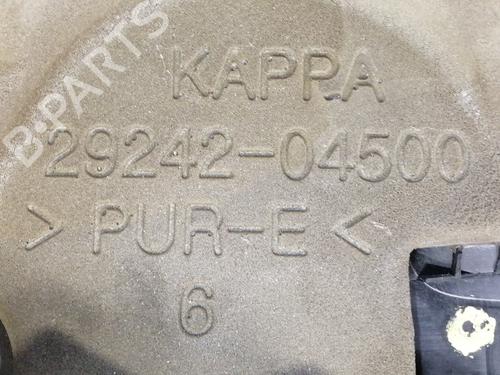 KAPPA
29242-04500
> PUR-E <
6
B-PARTS